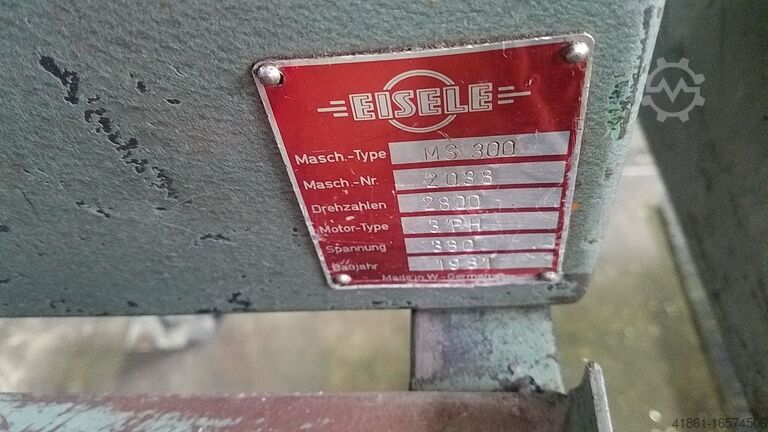 EISELE
Masch.-Type MS 300
Masch.-Nr. 2038
Drehzahlen 2800
Motor-Type 3 PH
Spannung 380
Baujahr 1981
Made in W.-Germany
41861-16574506